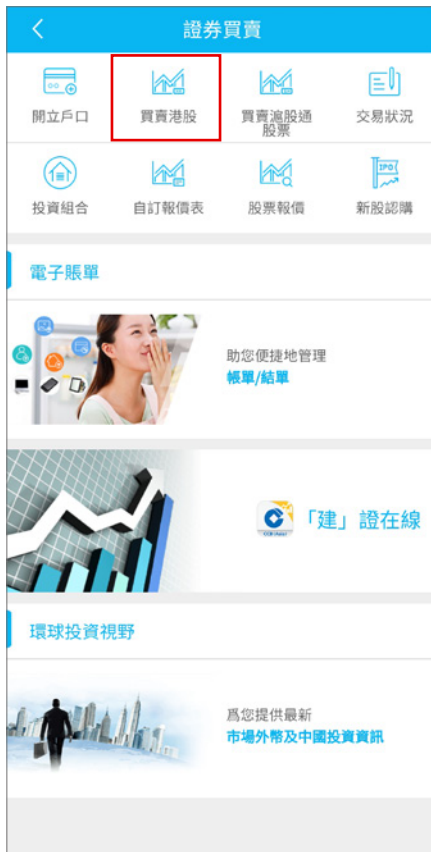 證券買賣
開立戶口
買賣港股
買賣滬股通
股票
交易狀況
投資組合
自訂報價表
股票報價
IPO
新股認購
電子賬單
助您便捷地管理
帳單/結單
「建」證在線
環球投資視野
爲您提供最新
市場外幣及中國投資資訊